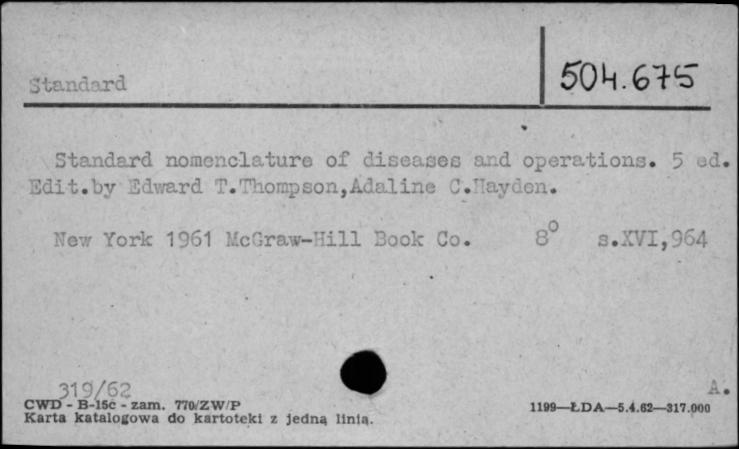 Standard
504.675
Standard nomenclature of diseases and operations. 5 ed.
Edit.by Edward T.Thompson,Adaline C.Hayden.
New York 1961 McGraw-Hill Book Co. 8° s.XVI,964
319/62
A.
CWD - B-15c - zam. 770/ZW/P
1199—ŁDA—5.4.62—317.000
Karta katalogowa do kartoteki z jedną linią.